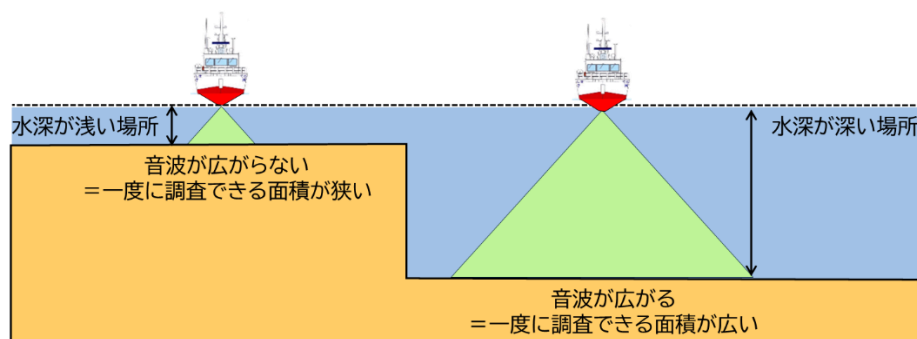 水深が浅い場所
水深が深い場所
音波が広がらない
＝一度に調査できる面積が狭い
音波が広がる
＝一度に調査できる面積が広い